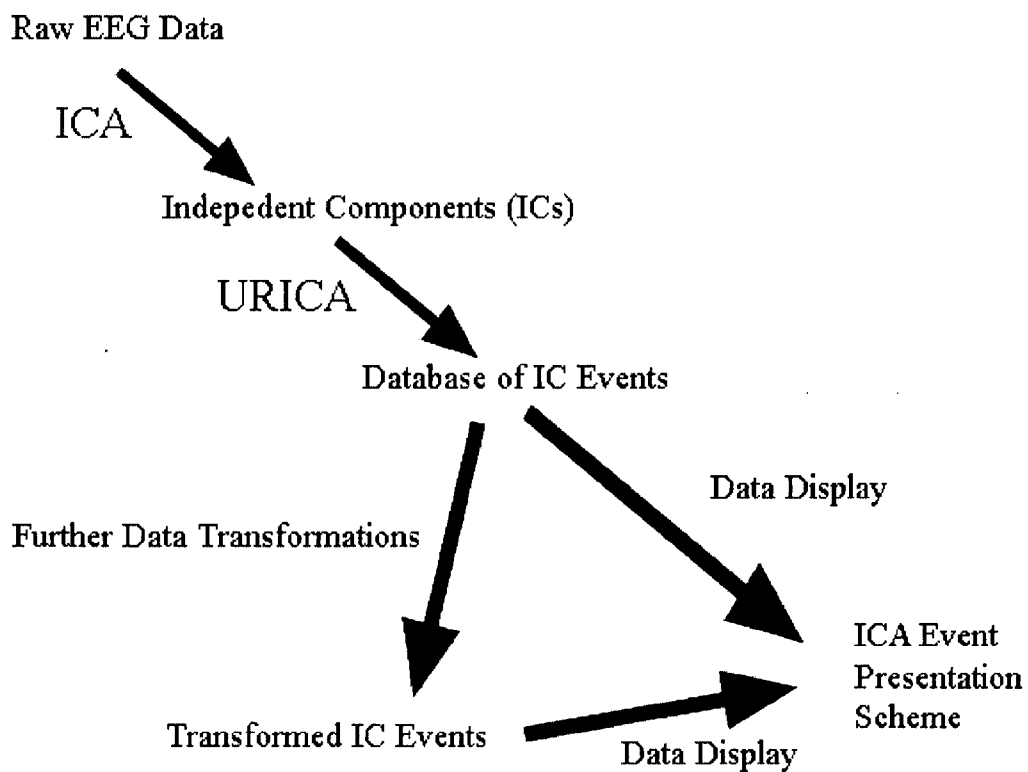 Raw EEG Data
ICA
Indepedent Components (ICs)
URICA
Database of IC Events
Data Display
Further Data Transformations
ICA Event
Presentation
Scheme
Transformed IC Events
Data Display